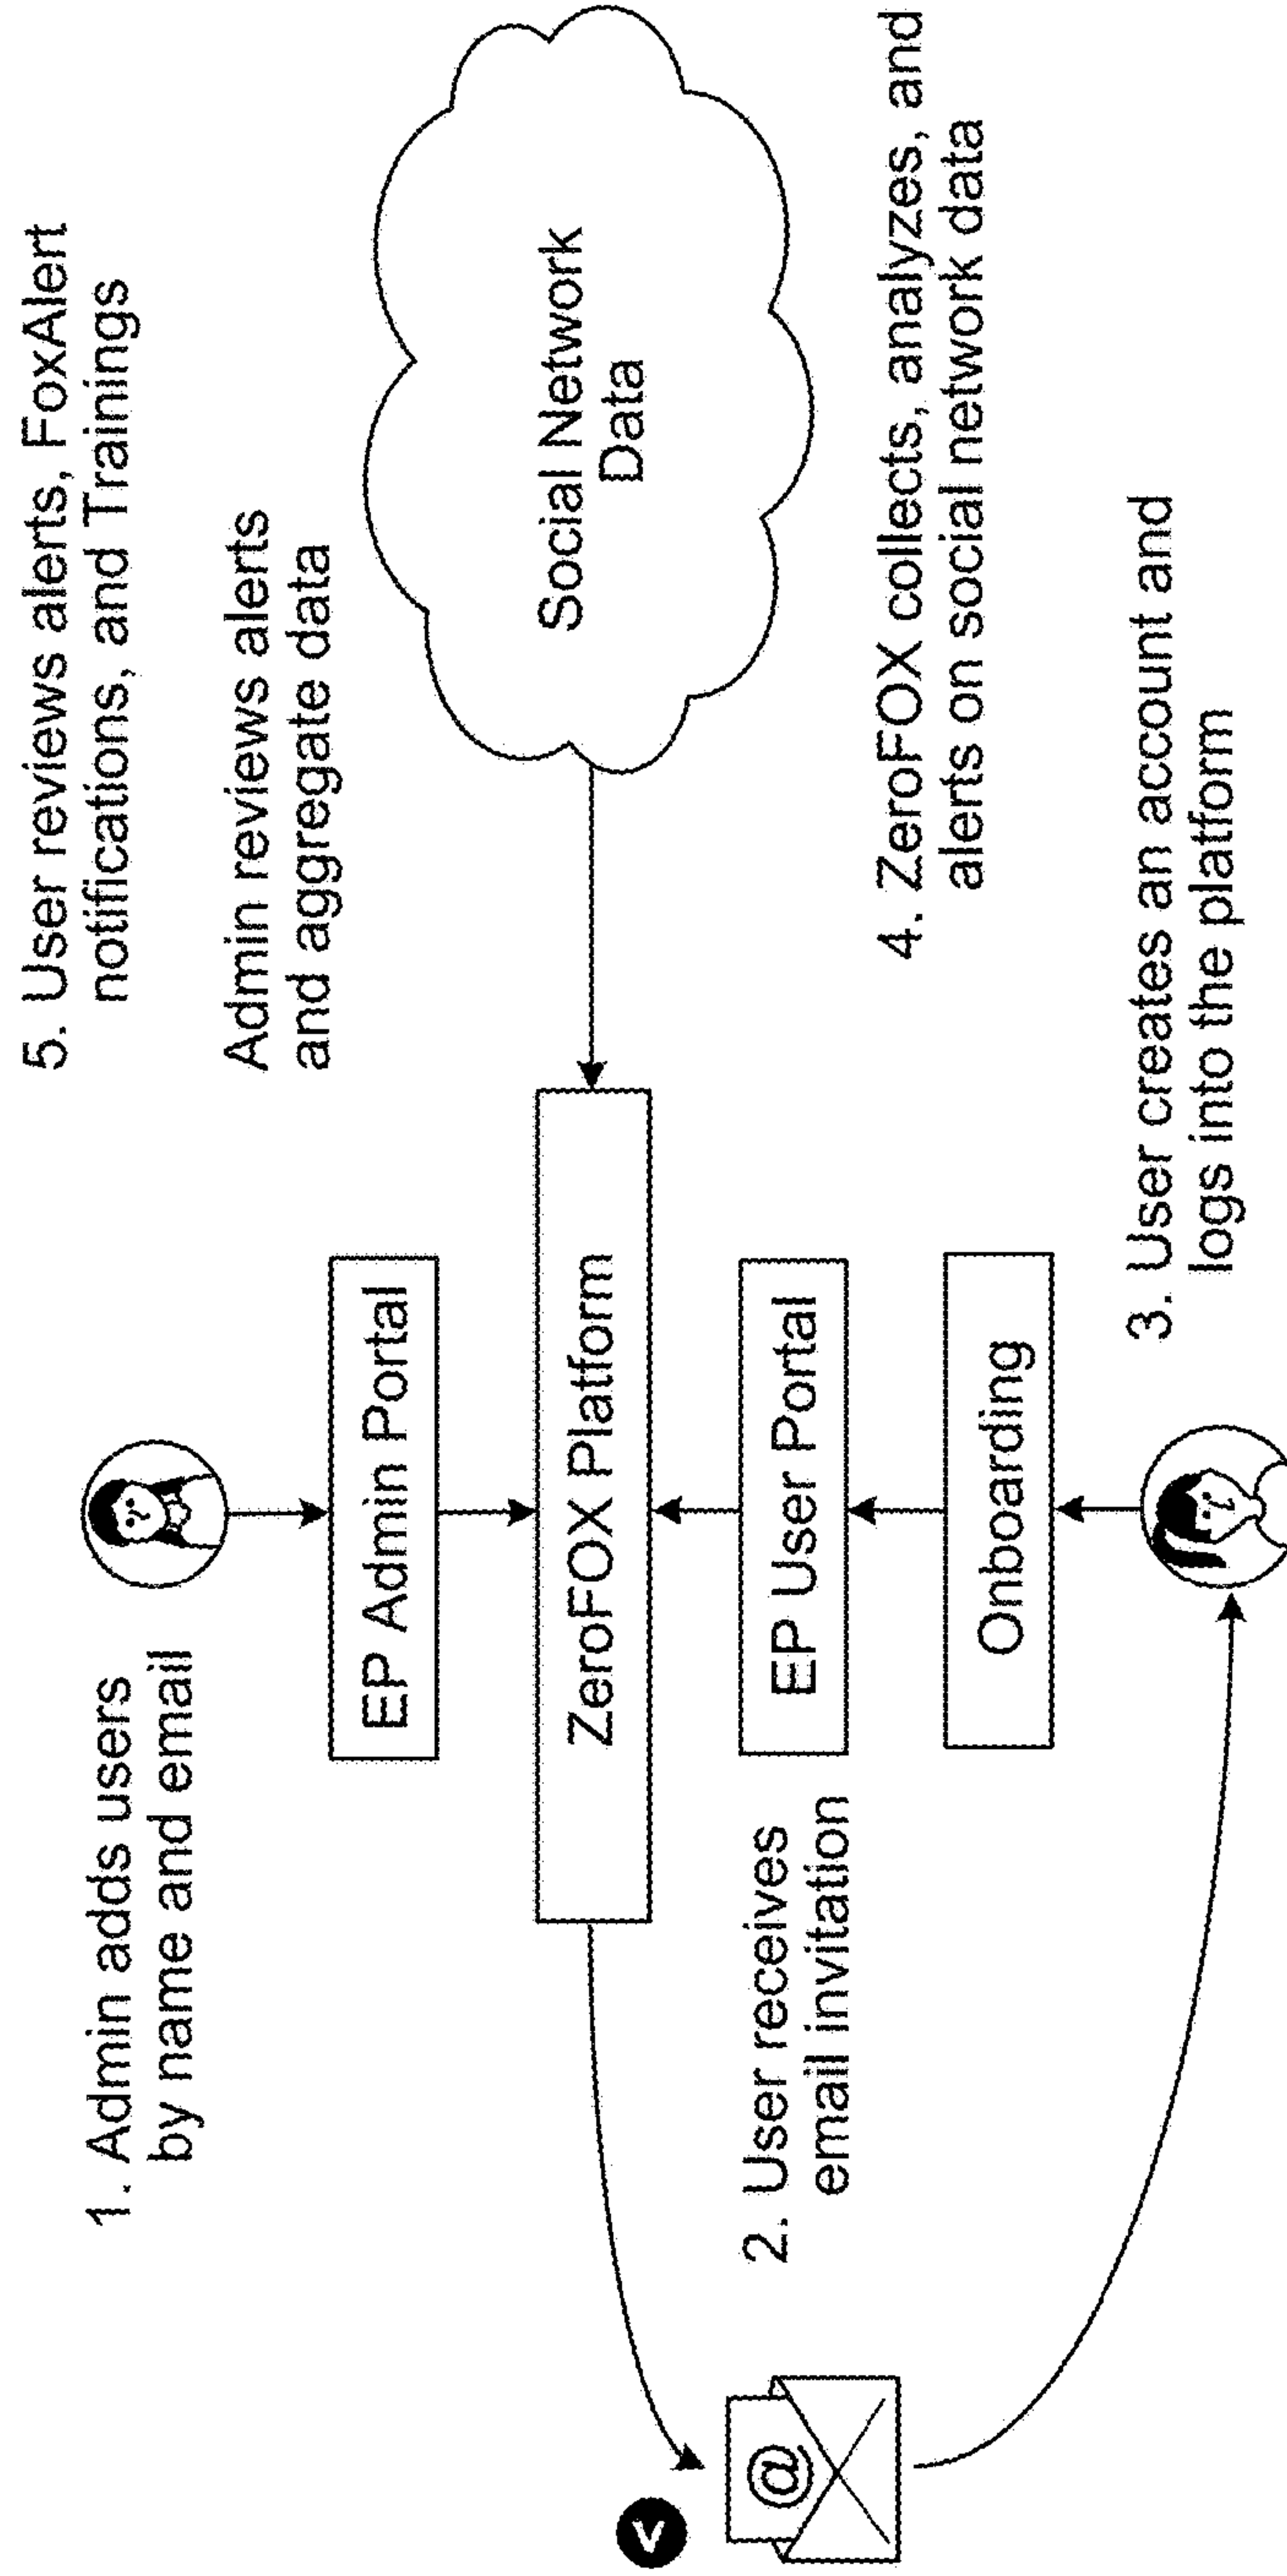 1. Admin adds users
by name and email
5. User reviews alerts, FoxAlert
notifications, and Trainings
Admin reviews alerts
and aggregate data
EP Admin Portal
ZeroFOX Platform
Social Network
Data
V
@
2. User receives
email invitation
EP User Portal
4. ZeroFOX collects, analyzes, and
alerts on social network data
Onboarding
3. User creates an account and
logs into the platform